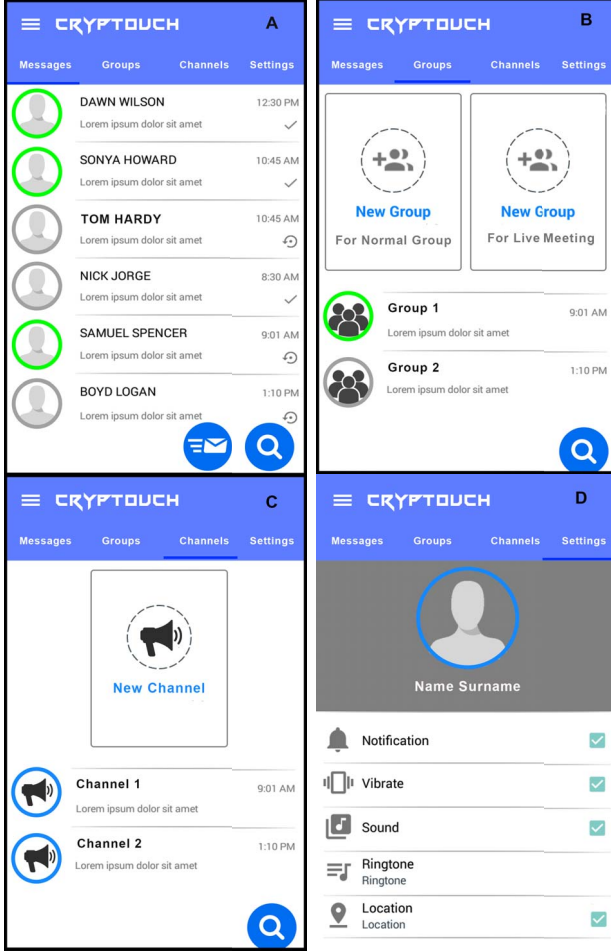 CRYPTOUCH A
Messages Groups Channels Settings
DAWN WILSON 12:30 PM
Lorem ipsum dolor sit amet
SONYA HOWARD 10:45 AM
Lorem ipsum dolor sit amet
TOM HARDY 10:45 AM
Lorem ipsum dolor sit amet
NICK JORGE 8:30 AM
Lorem ipsum dolor sit amet
SAMUEL SPENCER 9:01 AM
Lorem ipsum dolor sit amet
BOYD LOGAN 1:10 PM
Lorem ipsum dolor sit amet
CRYPTOUCH B
Messages Groups Channels Settings
New Group
For Normal Group
New Group
For Live Meeting
Group 1 9:01 AM
Lorem ipsum dolor sit amet
Group 2 1:10 PM
Lorem ipsum dolor sit amet
CRYPTOUCH C
Messages Groups Channels Settings
New Channel
Channel 1 9:01 AM
Lorem ipsum dolor sit amet
Channel 2 1:10 PM
Lorem ipsum dolor sit amet
CRYPTOUCH D
Messages Groups Channels Settings
Name Surname
Notification
Vibrate
Sound
Ringtone
Ringtone
Location
Location